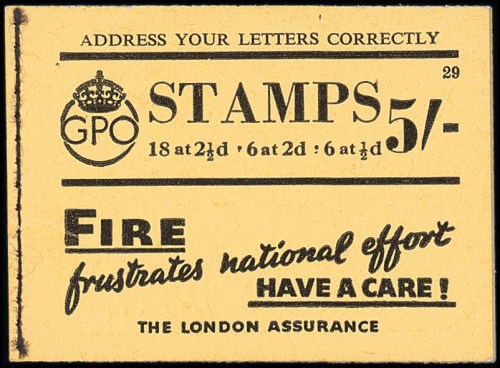 ADDRESS YOUR LETTERS CORRECTLY
29
GPO
STAMPS 5/-
18 at 2½d · 6 at 2d : 6 at ½d
FIRE
frustrates national effort
HAVE A CARE!
THE LONDON ASSURANCE